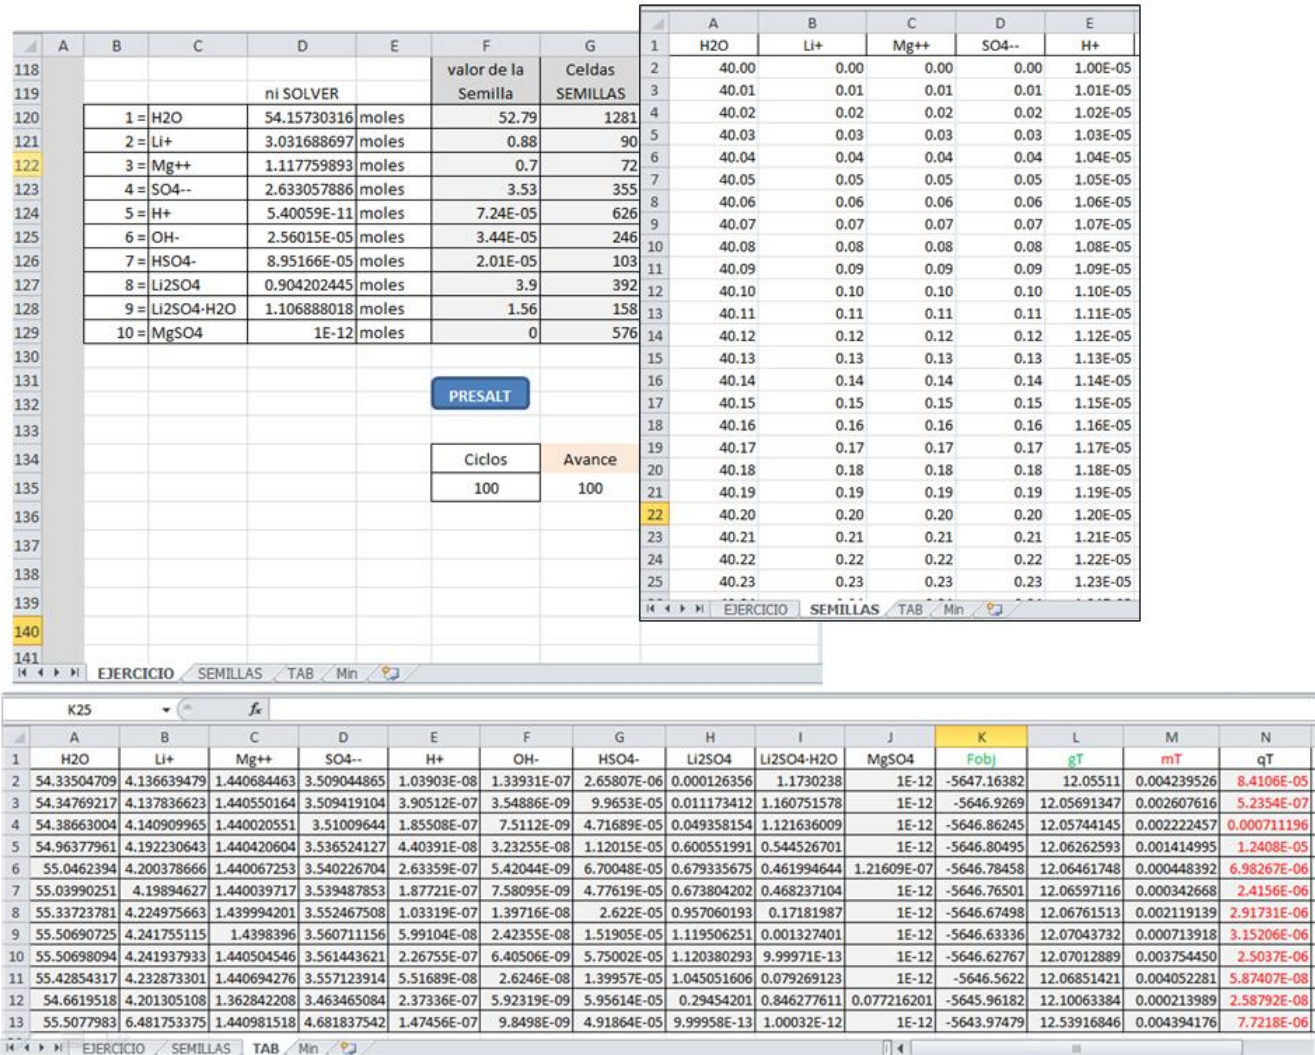 A B C D E F G
118 valor de la Celdas
119 ni SOLVER Semilla SEMILLAS
120 1 = H2O 54.15730316 moles 52.79 1281
121 2 = Li+ 3.031688697 moles 0.88 90
122 3 = Mg++ 1.117759893 moles 0.7 72
123 4 = SO4-- 2.633057886 moles 3.53 355
124 5 = H+ 5.40059E-11 moles 7.24E-05 626
125 6 = OH- 2.56015E-05 moles 3.44E-05 246
126 7 = HSO4- 8.95166E-05 moles 2.01E-05 103
127 8 = Li2SO4 0.904202445 moles 3.9 392
128 9 = Li2SO4·H2O 1.106888018 moles 1.56 158
129 10 = MgSO4 1E-12 moles 0 576
130
131
132 PRESALT
133
134 Ciclos Avance
135 100 100
136
137
138
139
140
141
EJERCICIO SEMILLAS TAB Min
A B C D E
1 H2O Li+ Mg++ SO4-- H+
2 40.00 0.00 0.00 0.00 1.00E-05
3 40.01 0.01 0.01 0.01 1.01E-05
4 40.02 0.02 0.02 0.02 1.02E-05
5 40.03 0.03 0.03 0.03 1.03E-05
6 40.04 0.04 0.04 0.04 1.04E-05
7 40.05 0.05 0.05 0.05 1.05E-05
8 40.06 0.06 0.06 0.06 1.06E-05
9 40.07 0.07 0.07 0.07 1.07E-05
10 40.08 0.08 0.08 0.08 1.08E-05
11 40.09 0.09 0.09 0.09 1.09E-05
12 40.10 0.10 0.10 0.10 1.10E-05
13 40.11 0.11 0.11 0.11 1.11E-05
14 40.12 0.12 0.12 0.12 1.12E-05
15 40.13 0.13 0.13 0.13 1.13E-05
16 40.14 0.14 0.14 0.14 1.14E-05
17 40.15 0.15 0.15 0.15 1.15E-05
18 40.16 0.16 0.16 0.16 1.16E-05
19 40.17 0.17 0.17 0.17 1.17E-05
20 40.18 0.18 0.18 0.18 1.18E-05
21 40.19 0.19 0.19 0.19 1.19E-05
22 40.20 0.20 0.20 0.20 1.20E-05
23 40.21 0.21 0.21 0.21 1.21E-05
24 40.22 0.22 0.22 0.22 1.22E-05
25 40.23 0.23 0.23 0.23 1.23E-05
EJERCICIO SEMILLAS TAB Min
K25 fx
A B C D E F G H I J K L M N
1 H2O Li+ Mg++ SO4-- H+ OH- HSO4- Li2SO4 Li2SO4·H2O MgSO4 Fobj gT mT qT
2 54.33504709 4.136639479 1.440684463 3.509044865 1.03903E-08 1.33931E-07 2.65807E-06 0.000126356 1.1730238 1E-12 -5647.16382 12.05511 0.004239526 8.4106E-05
3 54.34769217 4.137836623 1.440550164 3.509419104 3.90512E-07 3.54886E-09 9.9653E-05 0.011173412 1.160751578 1E-12 -5646.9269 12.05691347 0.002607616 5.2354E-07
4 54.38663004 4.140909965 1.440020551 3.51009644 1.85508E-07 7.5112E-09 4.71689E-05 0.049358154 1.121636009 1E-12 -5646.86245 12.05744145 0.002222457 0.000711196
5 54.96377961 4.192230643 1.440420604 3.536524127 4.40391E-08 3.23255E-08 1.12015E-05 0.600551991 0.544526701 1E-12 -5646.80495 12.06262593 0.001414995 1.2408E-05
6 55.0462394 4.200378666 1.440067253 3.540226704 2.63359E-07 5.42044E-09 6.70048E-05 0.679335675 0.461994644 1.21609E-07 -5646.78458 12.06461748 0.000448392 6.98267E-06
7 55.03990251 4.19894627 1.440039717 3.539487853 1.87721E-07 7.58095E-09 4.77619E-05 0.673804202 0.468237104 1E-12 -5646.76501 12.06597116 0.000342668 2.4156E-06
8 55.33723781 4.224975663 1.439994201 3.552467508 1.03319E-07 1.39716E-08 2.622E-05 0.957060193 0.17181987 1E-12 -5646.67498 12.06761513 0.002119139 2.91731E-06
9 55.50690725 4.241755115 1.4398396 3.560711156 5.99104E-08 2.42355E-08 1.51905E-05 1.119506251 0.001327401 1E-12 -5646.63336 12.07043732 0.000713918 3.15206E-06
10 55.50698094 4.241937933 1.440504546 3.561443621 2.26755E-07 6.40506E-09 5.75002E-05 1.120380293 9.99971E-13 1E-12 -5646.62767 12.07012889 0.003754450 2.5037E-06
11 55.42854317 4.232873301 1.440694276 3.557123914 5.51689E-08 2.6246E-08 1.39957E-05 1.045051606 0.079269123 1E-12 -5646.5622 12.06851421 0.004052281 5.87407E-08
12 54.6619518 4.201305108 1.362842208 3.463465084 2.37336E-07 5.92319E-09 5.95614E-05 0.29454201 0.846277611 0.077216201 -5645.96182 12.10063384 0.000213989 2.58792E-08
13 55.5077983 6.481753375 1.440981518 4.681837542 1.47456E-07 9.8498E-09 4.91864E-05 9.99958E-13 1.00032E-12 1E-12 -5643.97479 12.53916846 0.004394176 7.7218E-06
EJERCICIO SEMILLAS TAB Min